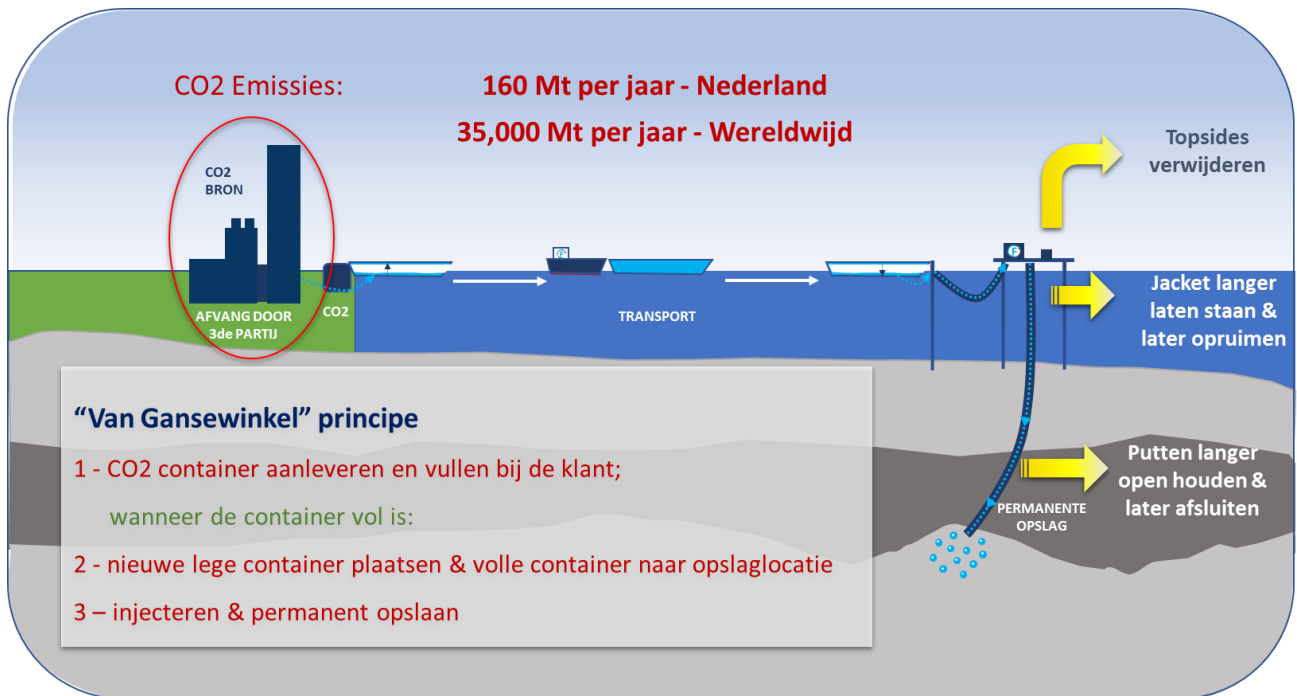 CO2 Emissies:
160 Mt per jaar - Nederland
35,000 Mt per jaar - Wereldwijd
Topsides
verwijderen
CO2
BRON
F
F
AFVANG DOOR
3de PARTIJ
CO2
TRANSPORT
Jacket langer
laten staan &
later opruimen
"Van Gansewinkel" principe
1 - CO2 container aanleveren en vullen bij de klant;
wanneer de container vol is:
2 - nieuwe lege container plaatsen & volle container naar opslaglocatie
3 – injecteren & permanent opslaan
Putten langer
open houden &
later afsluiten
PERMANENTE
OPSLAG